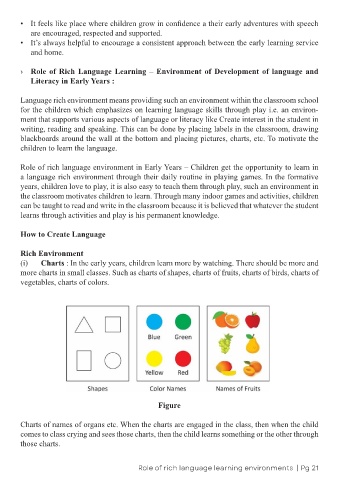 • It feels like place where children grow in confidence a their early adventures with speech
are encouraged, respected and supported.
• It's always helpful to encourage a consistent approach between the early learning service
and home.
› Role of Rich Language Learning – Environment of Development of language and
Literacy in Early Years :
Language rich environment means providing such an environment within the classroom school
for the children which emphasizes on learning language skills through play i.e. an environ-
ment that supports various aspects of language or literacy like Create interest in the student in
writing, reading and speaking. This can be done by placing labels in the classroom, drawing
blackboards around the wall at the bottom and placing pictures, charts, etc. To motivate the
children to learn the language.
Role of rich language environment in Early Years – Children get the opportunity to learn in
a language rich environment through their daily routine in playing games. In the formative
years, children love to play, it is also easy to teach them through play, such an environment in
the classroom motivates children to learn. Through many indoor games and activities, children
can be taught to read and write in the classroom because it is believed that whatever the student
learns through activities and play is his permanent knowledge.
How to Create Language
Rich Environment
(i) Charts : In the early years, children learn more by watching. There should be more and
more charts in small classes. Such as charts of shapes, charts of fruits, charts of birds, charts of
vegetables, charts of colors.
Blue Green
Yellow Red
Shapes Color Names Names of Fruits
Figure
Charts of names of organs etc. When the charts are engaged in the class, then when the child
comes to class crying and sees those charts, then the child learns something or the other through
those charts.
Role of rich language learning environments | Pg 21